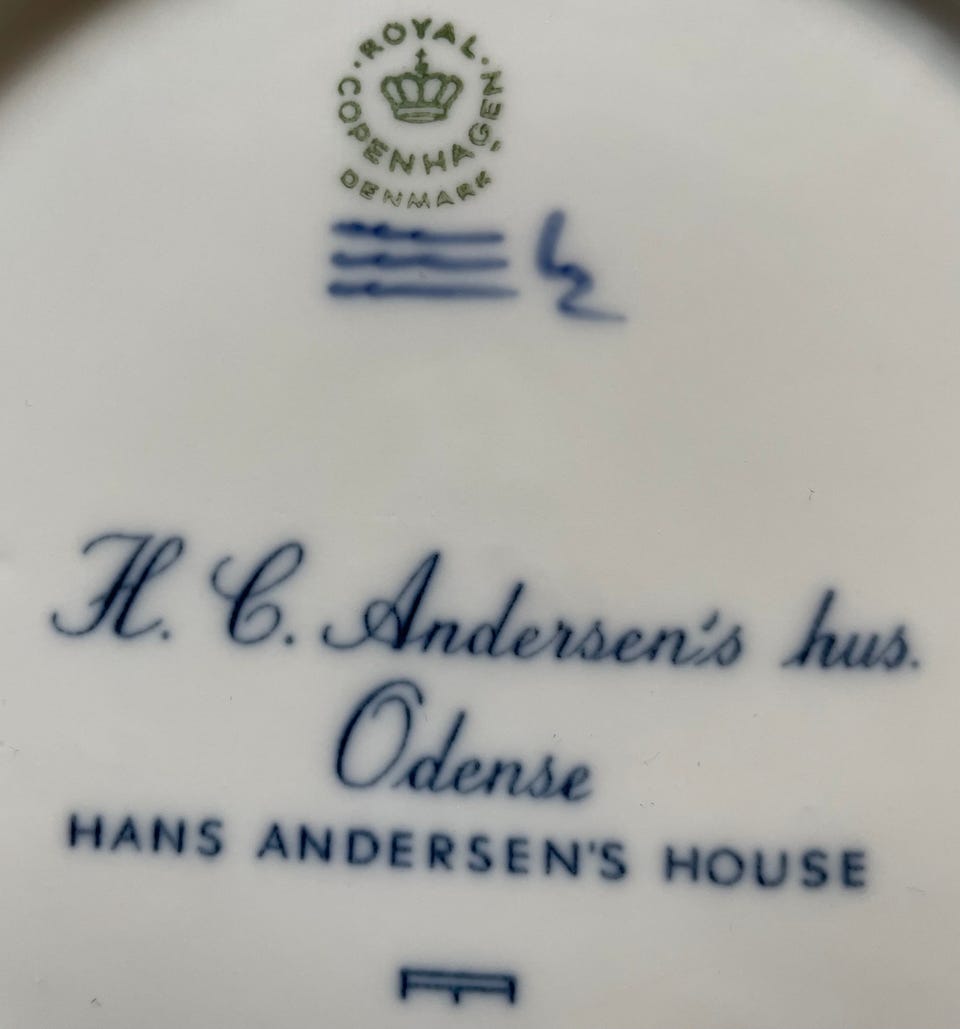 ROYAL
COPENHAGEN
DENMARK
H. C. Andersen's hus.
Odense
HANS ANDERSEN'S HOUSE